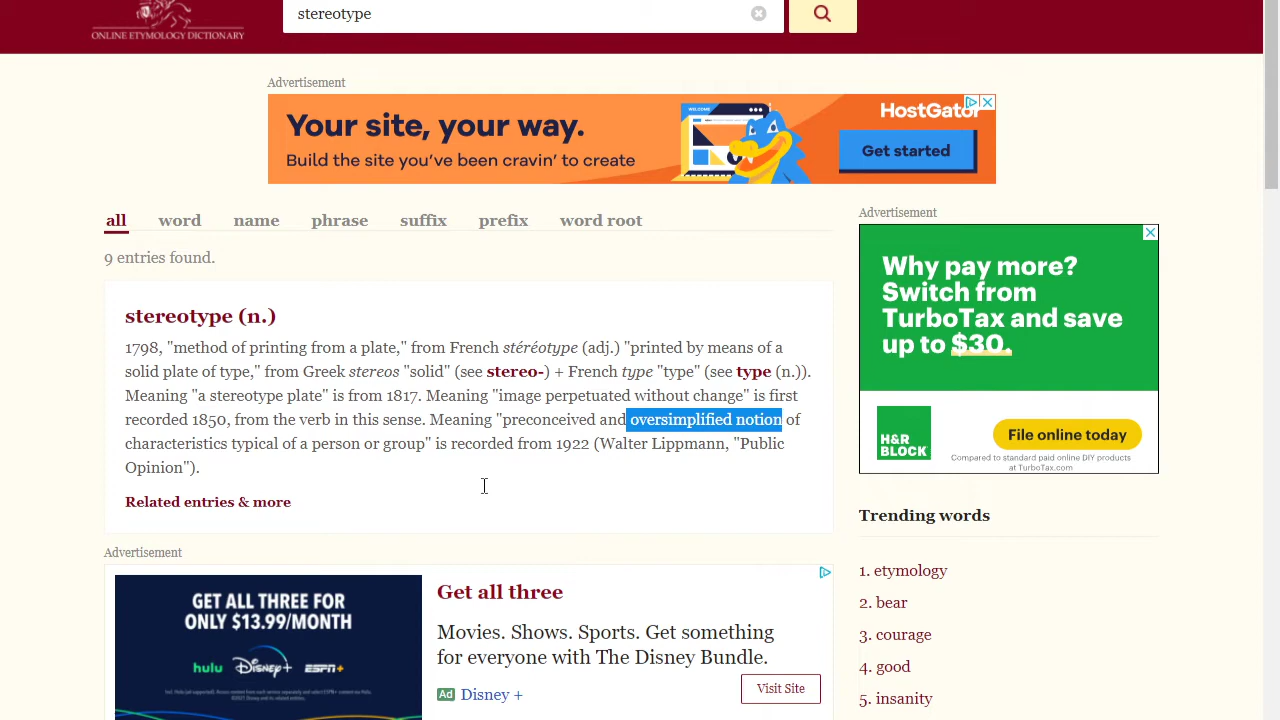 stereotype
ONLINE ETYMOLOGY DICTIONARY
Advertisement
Your site, your way.
Build the site you've been cravin' to create
WELCOME
HostGator
Get started
all word name phrase suffix prefix word root
9 entries found.
stereotype (n.)
1798, "method of printing from a plate," from French stéréotype (adj.) "printed by means of a
solid plate of type," from Greek stereos "solid" (see stereo-) + French type "type" (see type (n.)).
Meaning "a stereotype plate" is from 1817. Meaning "image perpetuated without change" is first
recorded 1850, from the verb in this sense. Meaning "preconceived and oversimplified notion of
characteristics typical of a person or group" is recorded from 1922 (Walter Lippmann, "Public
Opinion").
Related entries & more
Advertisement
GET ALL THREE FOR
ONLY $13.99/MONTH
hulu Disney+ ESPN+
Get all three
Movies. Shows. Sports. Get something
for everyone with The Disney Bundle.
Ad Disney +
Visit Site
Advertisement
Why pay more?
Switch from
TurboTax and save
up to $30.
H&R
BLOCK
File online today
Compared to standard paid online DIY products
at TurboTax.com
Trending words
1. etymology
2. bear
3. courage
4. good
5. insanity